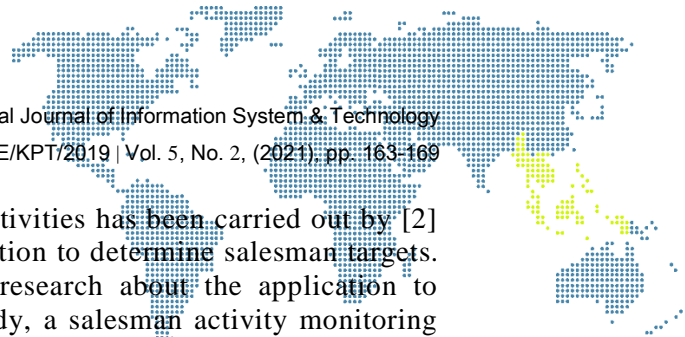 al Journal of Information System & Technology
E/KPT/2019 | Vol. 5, No. 2, (2021), pp. 163-169
tivities has been carried out by [2]
tion to determine salesman targets.
research about the application to
dy, a salesman activity monitoring